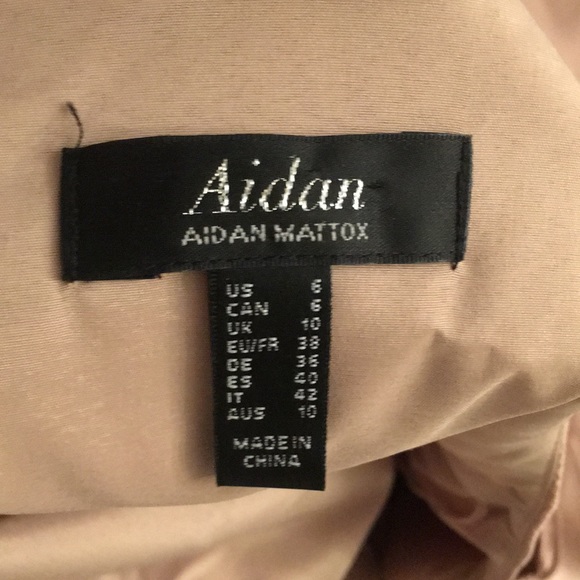 Aidan
AIDAN MATTOX
US 6
CAN 6
UK 10
EU/FR 38
DE 36
ES 40
IT 42
AUS 10
MADE IN
CHINA